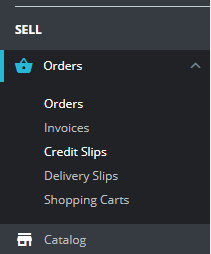 SELL
Orders
Orders
Invoices
Credit Slips
Delivery Slips
Shopping Carts
Catalog